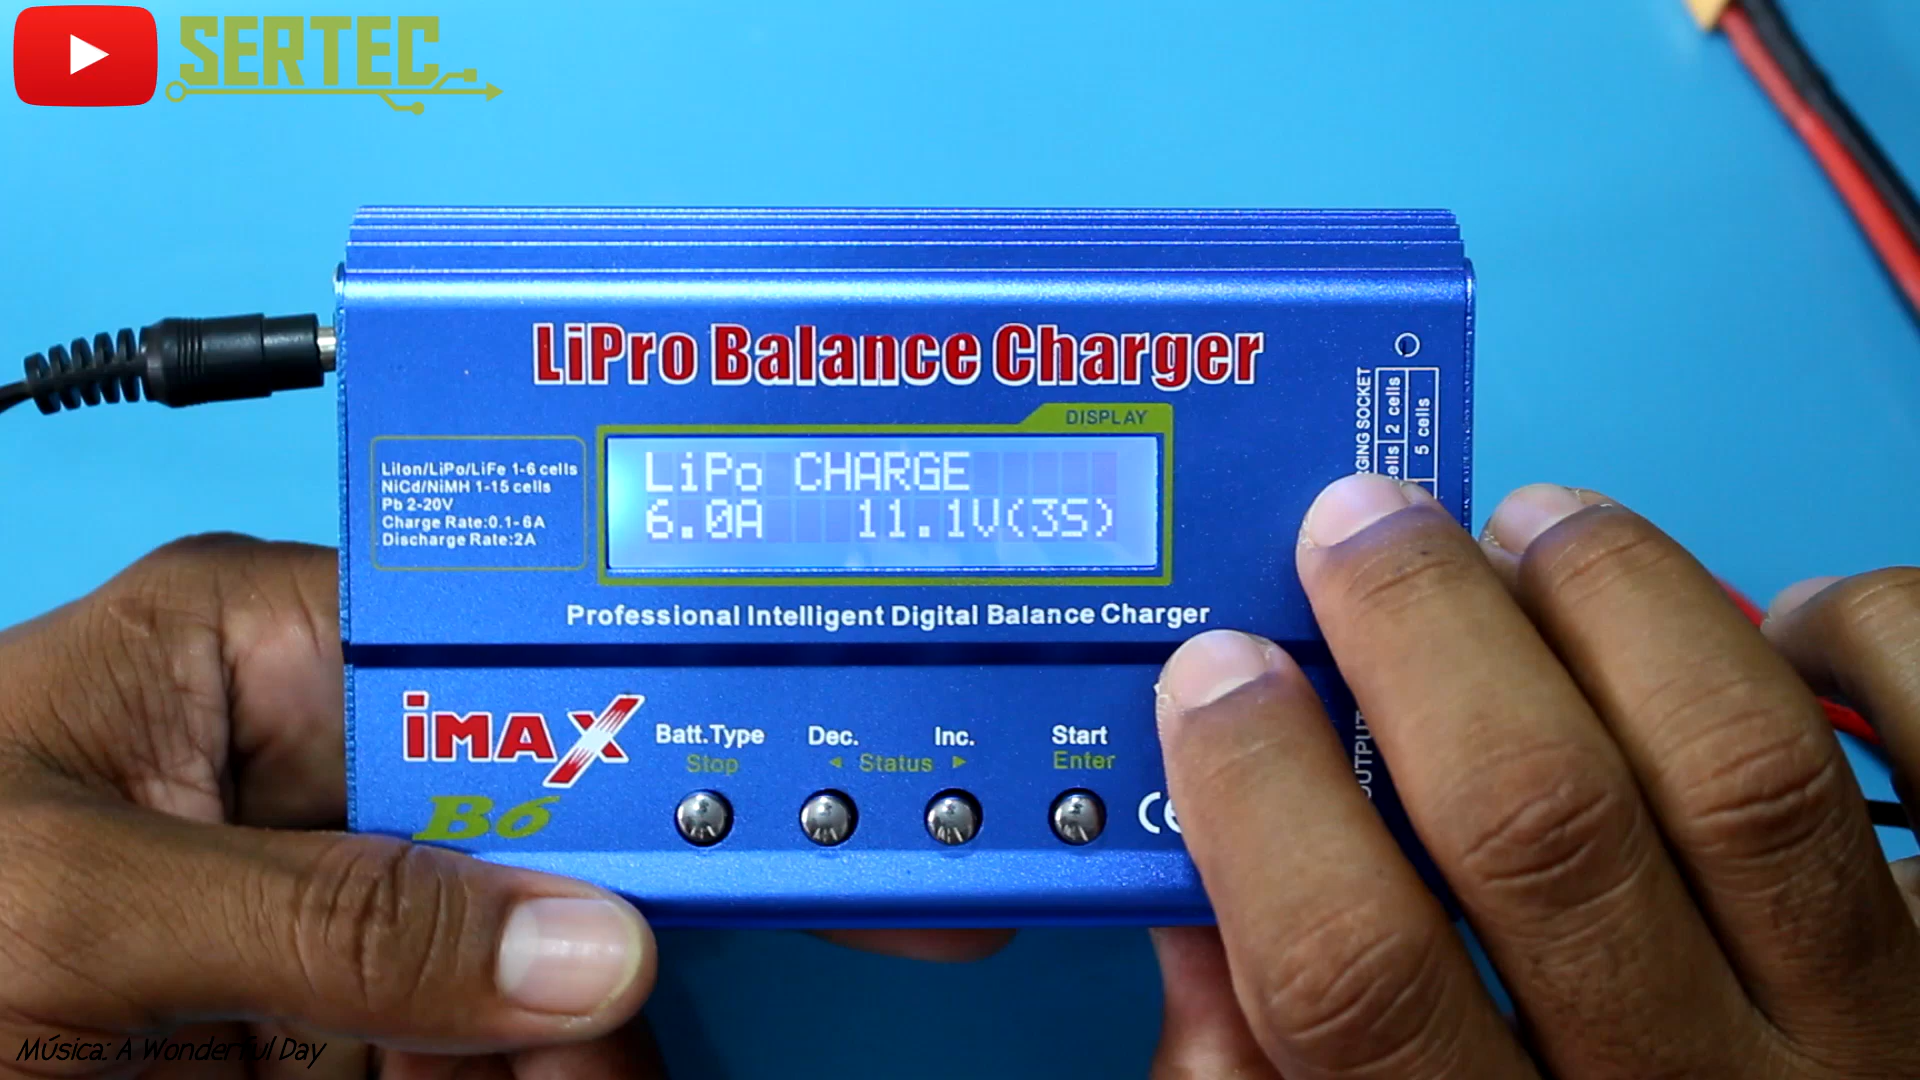 SERTEC
LiPro Balance Charger
DISPLAY
LiIon/LiPo/LiFe 1-6 cells
NiCd/NiMH 1-15 cells
Pb 2-20V
Charge Rate:0.1-6A
Discharge Rate:2A
LiPo CHARGE
6.0A 11.1V(3S)
2 cells
5 cells
SOCKET
Professional Intelligent Digital Balance Charger
iMAX
B6
Batt.Type
Stop
Dec.
Inc.
◄ Status ►
Start
Enter
CE
Música: A Wonderful Day